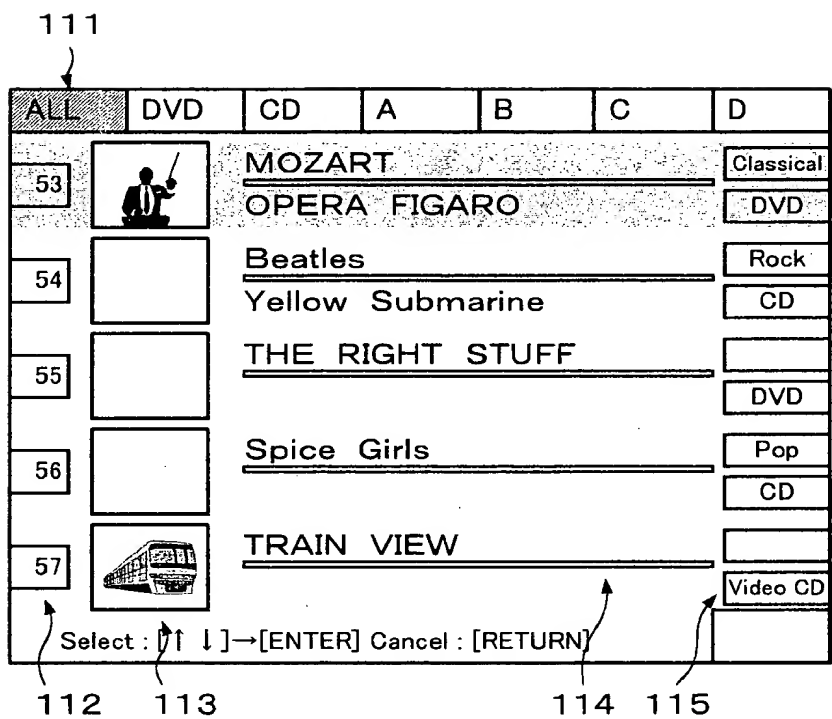 111
ALL DVD CD A B C D
53 MOZART Classical
OPERA FIGARO DVD
54 Beatles Rock
Yellow Submarine CD
55 THE RIGHT STUFF
DVD
56 Spice Girls Pop
CD
57 TRAIN VIEW
Video CD
Select : [↑ ↓]→[ENTER] Cancel : [RETURN]
112 113 114 115